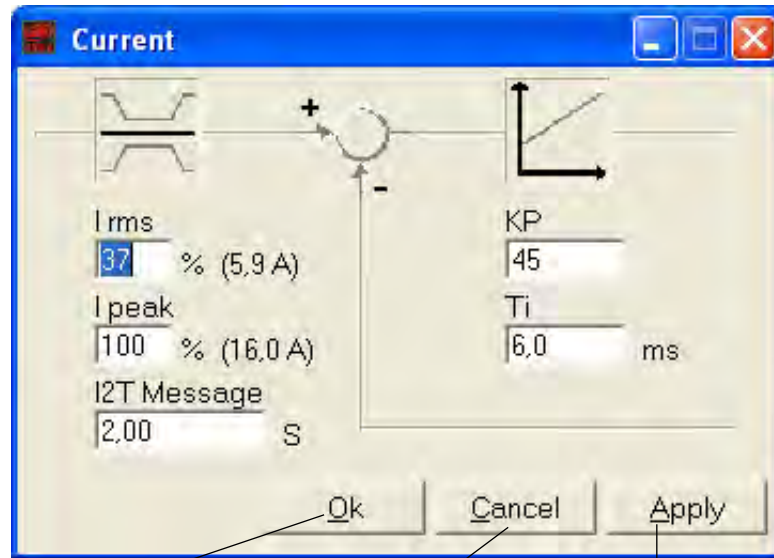 Current
+
-
I rms
37 % (5,9 A)
I peak
100 % (16,0 A)
I2T Message
2,00 S
KP
45
Ti
6,0 ms
Ok Cancel Apply